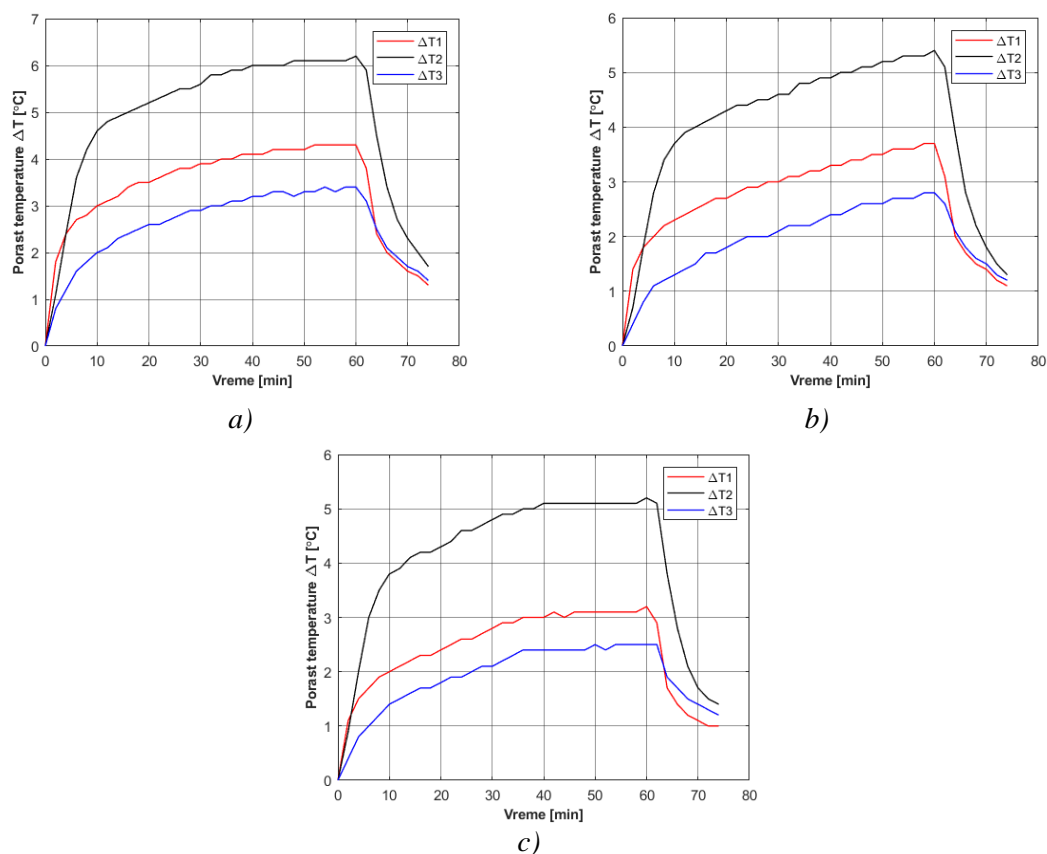 Porast temperature ΔT [°C]
7
6
5
4
3
2
1
0
0 10 20 30 40 50 60 70 80
Vreme [min]
ΔT1
ΔT2
ΔT3
a)
Porast temperature ΔT [°C]
6
5
4
3
2
1
0
0 10 20 30 40 50 60 70 80
Vreme [min]
ΔT1
ΔT2
ΔT3
b)
Porast temperature ΔT [°C]
6
5
4
3
2
1
0
0 10 20 30 40 50 60 70 80
Vreme [min]
ΔT1
ΔT2
ΔT3
c)